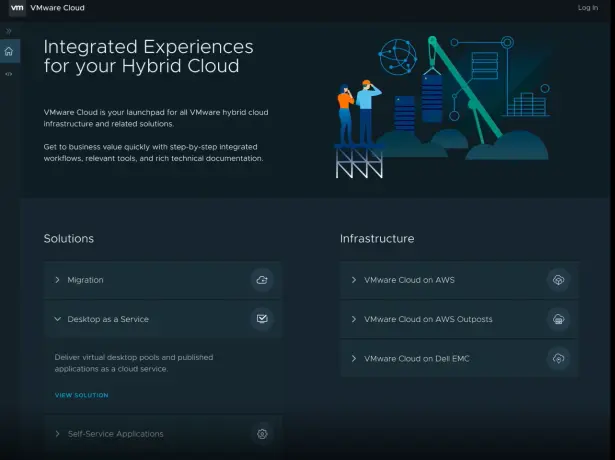 vm VMware Cloud
Log In
Integrated Experiences
for your Hybrid Cloud
VMware Cloud is your launchpad for all VMware hybrid cloud
infrastructure and related solutions.
Get to business value quickly with step-by-step integrated
workflows, relevant tools, and rich technical documentation.
Solutions
Migration
Desktop as a Service
Deliver virtual desktop pools and published
applications as a cloud service.
VIEW SOLUTION
Self-Service Applications
Infrastructure
VMware Cloud on AWS
VMware Cloud on AWS Outposts
VMware Cloud on Dell EMC